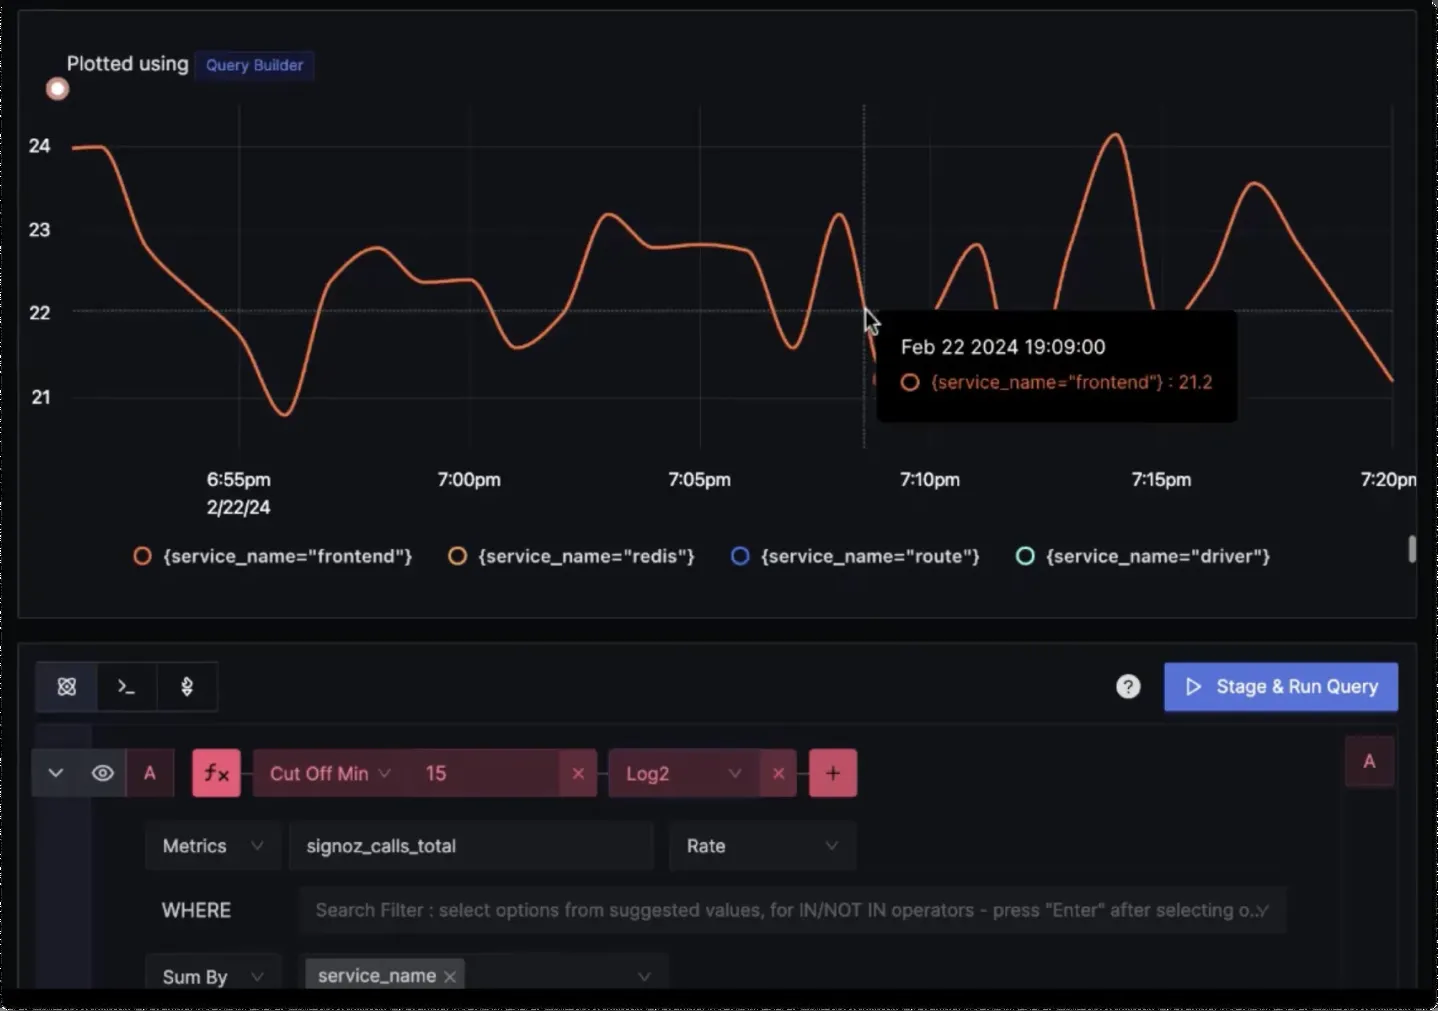 Plotted using Query Builder
24
23
22
21
Feb 22 2024 19:09:00
{service_name="frontend"} : 21.2
6:55pm 7:00pm 7:05pm 7:10pm 7:15pm 7:20pm
2/22/24
{service_name="frontend"} {service_name="redis"} {service_name="route"} {service_name="driver"}
? Stage & Run Query
A fx Cut Off Min 15 × Log2 × + A
Metrics signoz_calls_total Rate
WHERE Search Filter : select options from suggested values, for IN/NOT IN operators - press "Enter" after selecting o..
Sum By service_name ×